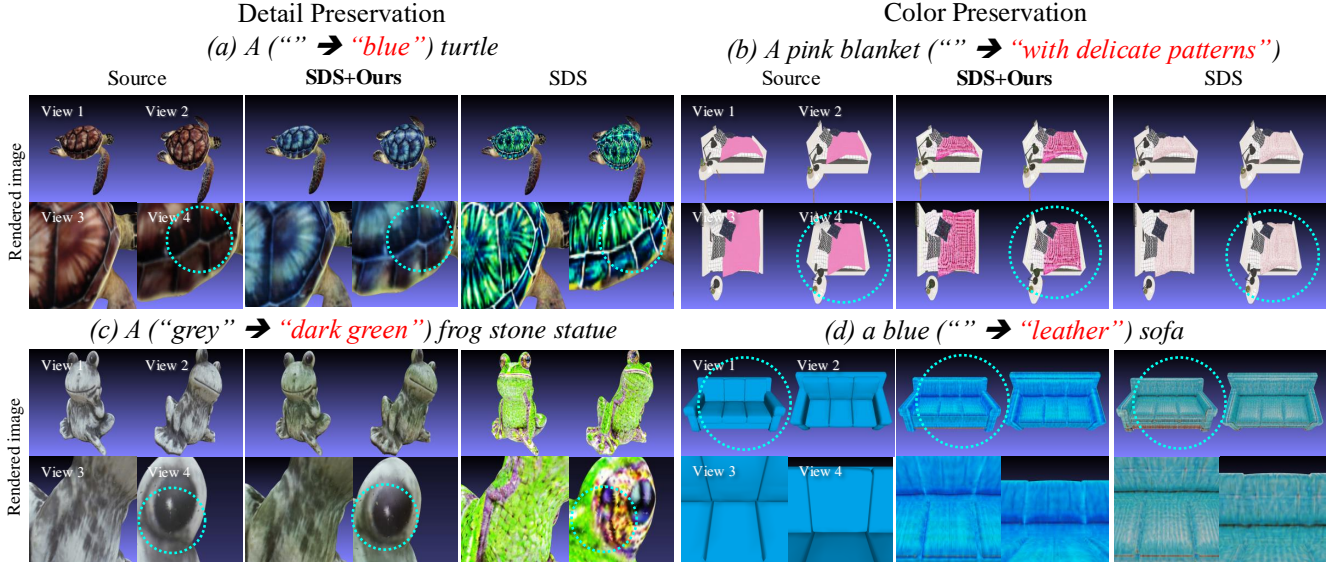 Detail Preservation
(a) A (“” ➔ “blue”) turtle
Source SDS+Ours SDS
View 1 View 2
View 3 View 4
Rendered image
Color Preservation
(b) A pink blanket (“” ➔ “with delicate patterns”)
Source SDS+Ours SDS
View 1 View 2
View 3 View 4
(c) A (“grey” ➔ “dark green”) frog stone statue
View 1 View 2
View 3 View 4
Rendered image
(d) a blue (“” ➔ “leather”) sofa
View 1 View 2
View 3 View 4